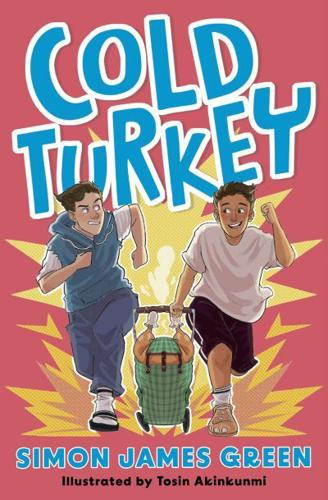 COLD
TURKEY
SIMON JAMES GREEN
Illustrated by Tosin Akinkunmi